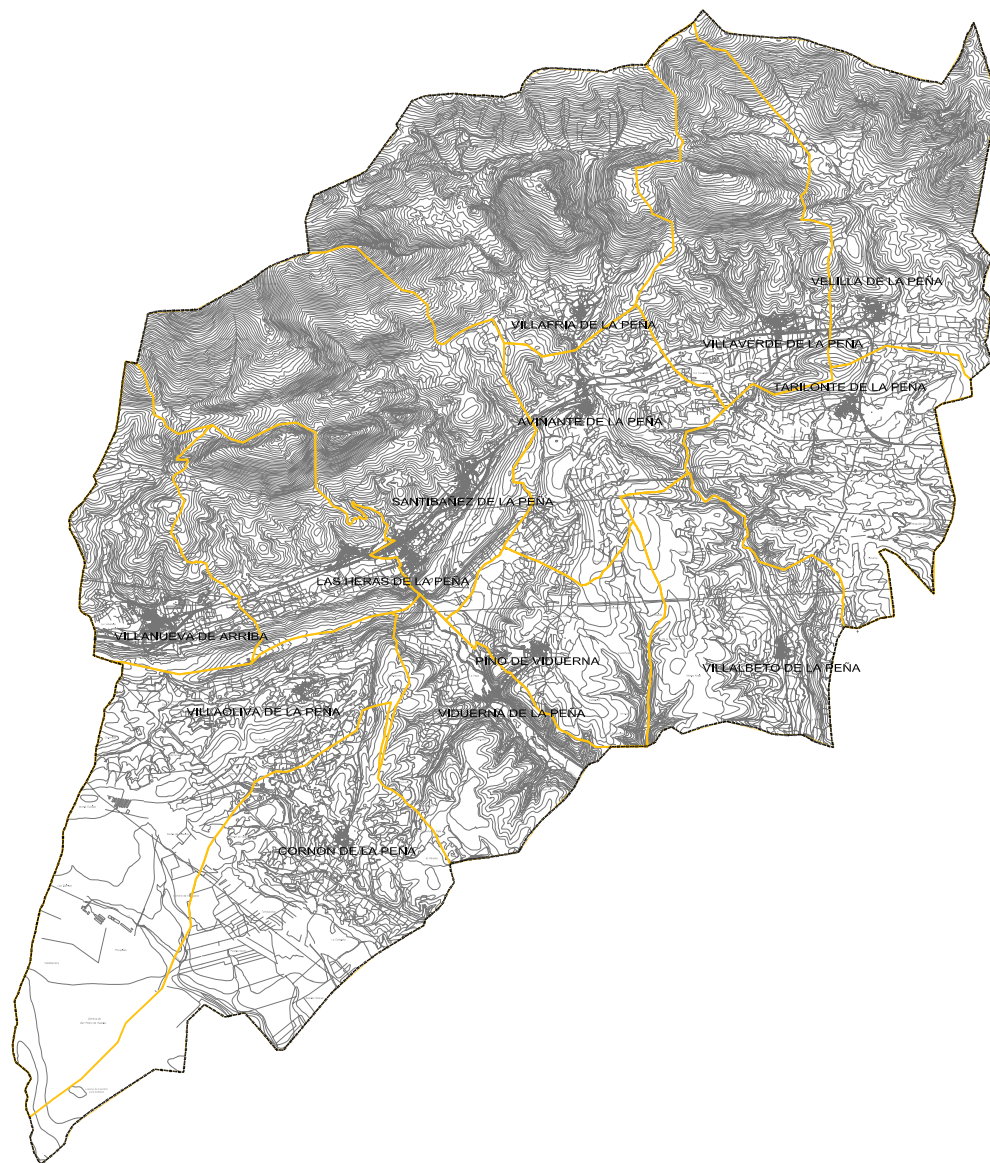 VELILLA DE LA PEÑA
VILLAFRIA DE LA PEÑA
VILLAVERDE DE LA PEÑA
TARILONTE DE LA PEÑA
AVIÑANTE DE LA PEÑA
SANTIBAÑEZ DE LA PEÑA
LAS HERAS DE LA PEÑA
VILLANUEVA DE ARRIBA
PINO DE VIDUERNA
VILLALBETO DE LA PEÑA
VILLAOLIVA DE LA PEÑA
VIDUERNA DE LA PEÑA
CORNON DE LA PEÑA